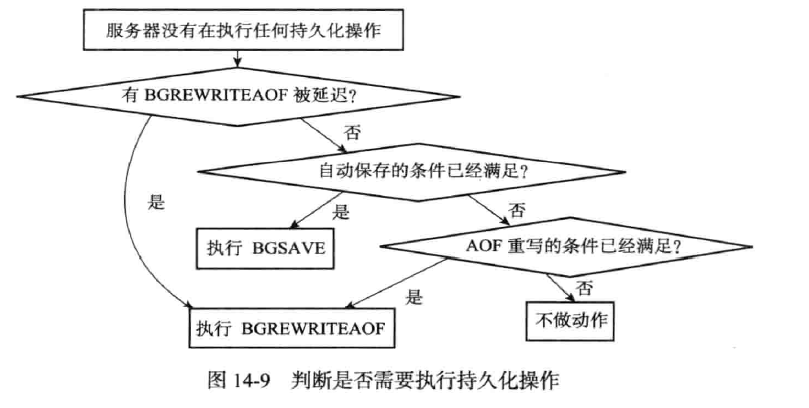 服务器没有在执行任何持久化操作
有 BGREWRITEAOF 被延迟？
否
自动保存的条件已经满足？
是
是
否
执行 BGSAVE
AOF 重写的条件已经满足？
是
否
执行 BGREWRITEAOF
不做动作
图 14-9 判断是否需要执行持久化操作